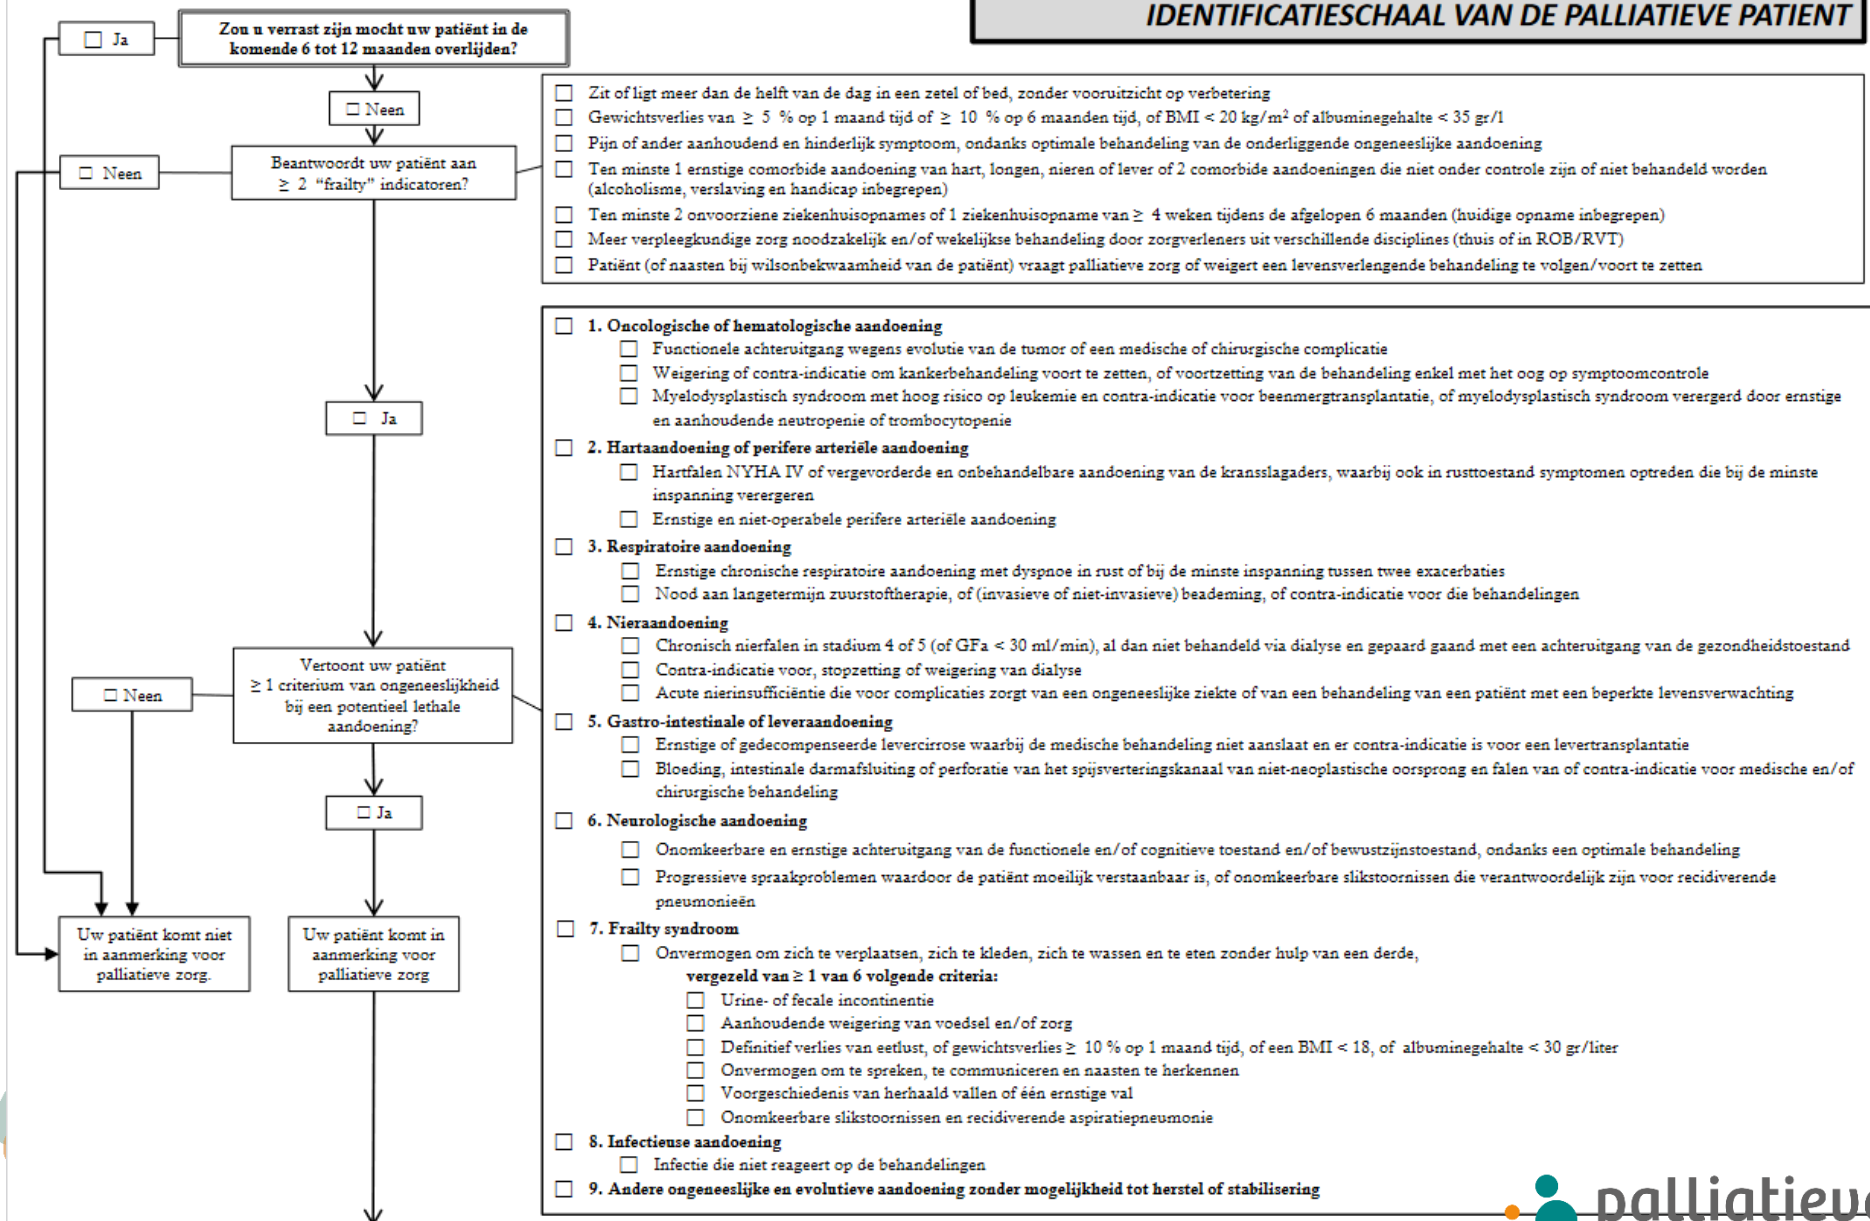 IDENTIFICATIESCHAAL VAN DE PALLIATIEVE PATIENT
Zou u verrast zijn mocht uw patiënt in de
komende 6 tot 12 maanden overlijden?
☐ Ja
☐ Neen
Beantwoordt uw patiënt aan
≥ 2 “frailty” indicatoren?
☐ Neen
☐ Zit of ligt meer dan de helft van de dag in een zetel of bed, zonder vooruitzicht op verbetering
☐ Gewichtsverlies van ≥ 5 % op 1 maand tijd of ≥ 10 % op 6 maanden tijd, of BMI < 20 kg/m² of albuminegehalte < 35 gr/l
☐ Pijn of ander aanhoudend en hinderlijk symptoom, ondanks optimale behandeling van de onderliggende ongeneeslijke aandoening
☐ Ten minste 1 ernstige comorbide aandoening van hart, longen, nieren of lever of 2 comorbide aandoeningen die niet onder controle zijn of niet behandeld worden
(alcoholisme, verslaving en handicap inbegrepen)
☐ Ten minste 2 onvoorziene ziekenhuisopnames of 1 ziekenhuisopname van ≥ 4 weken tijdens de afgelopen 6 maanden (huidige opname inbegrepen)
☐ Meer verpleegkundige zorg noodzakelijk en/of wekelijkse behandeling door zorgverleners uit verschillende disciplines (thuis of in ROB/RVT)
☐ Patiënt (of naasten bij wilsonbekwaamheid van de patiënt) vraagt palliatieve zorg of weigert een levensverlengende behandeling te volgen/voort te zetten
☐ Ja
Vertoont uw patiënt
≥ 1 criterium van ongeneeslijkheid
bij een potentieel lethale
aandoening?
☐ Neen
☐ Ja
Uw patiënt komt niet
in aanmerking voor
palliatieve zorg.
Uw patiënt komt in
aanmerking voor
palliatieve zorg
☐ 1. Oncologische of hematologische aandoening
☐ Functionele achteruitgang wegens evolutie van de tumor of een medische of chirurgische complicatie
☐ Weigering of contra-indicatie om kankerbehandeling voort te zetten, of voortzetting van de behandeling enkel met het oog op symptoomcontrole
☐ Myelodysplastisch syndroom met hoog risico op leukemie en contra-indicatie voor beenmergtransplantatie, of myelodysplastisch syndroom verergerd door ernstige
en aanhoudende neutropenie of trombocytopenie
☐ 2. Hartaandoening of perifere arteriële aandoening
☐ Hartfalen NYHA IV of vergevorderde en onbehandelbare aandoening van de kransslagaders, waarbij ook in rusttoestand symptomen optreden die bij de minste
inspanning verergeren
☐ Ernstige en niet-operabele perifere arteriële aandoening
☐ 3. Respiratoire aandoening
☐ Ernstige chronische respiratoire aandoening met dyspnoe in rust of bij de minste inspanning tussen twee exacerbaties
☐ Nood aan langetermijn zuurstoftherapie, of (invasieve of niet-invasieve) beademing, of contra-indicatie voor die behandelingen
☐ 4. Nieraandoening
☐ Chronisch nierfalen in stadium 4 of 5 (of GFa < 30 ml/min), al dan niet behandeld via dialyse en gepaard gaand met een achteruitgang van de gezondheidstoestand
☐ Contra-indicatie voor, stopzetting of weigering van dialyse
☐ Acute nierinsufficiëntie die voor complicaties zorgt van een ongeneeslijke ziekte of van een behandeling van een patiënt met een beperkte levensverwachting
☐ 5. Gastro-intestinale of leveraandoening
☐ Ernstige of gedecompenseerde levercirrose waarbij de medische behandeling niet aanslaat en er contra-indicatie is voor een levertransplantatie
☐ Bloeding, intestinale darmafsluiting of perforatie van het spijsverteringskanaal van niet-neoplastische oorsprong en falen van of contra-indicatie voor medische en/of
chirurgische behandeling
☐ 6. Neurologische aandoening
☐ Onomkeerbare en ernstige achteruitgang van de functionele en/of cognitieve toestand en/of bewustzijnstoestand, ondanks een optimale behandeling
☐ Progressieve spraakproblemen waardoor de patiënt moeilijk verstaanbaar is, of onomkeerbare slikstoornissen die verantwoordelijk zijn voor recidiverende
pneumonieën
☐ 7. Frailty syndroom
☐ Onvermogen om zich te verplaatsen, zich te kleden, zich te wassen en te eten zonder hulp van een derde,
vergezeld van ≥ 1 van 6 volgende criteria:
☐ Urine- of fecale incontinentie
☐ Aanhoudende weigering van voedsel en/of zorg
☐ Definitief verlies van eetlust, of gewichtsverlies ≥ 10 % op 1 maand tijd, of een BMI < 18, of albuminegehalte < 30 gr/liter
☐ Onvermogen om te spreken, te communiceren en naasten te herkennen
☐ Voorgeschiedenis van herhaald vallen of één ernstige val
☐ Onomkeerbare slikstoornissen en recidiverende aspiratiepneumonie
☐ 8. Infectieuse aandoening
☐ Infectie die niet reageert op de behandelingen
☐ 9. Andere ongeneeslijke en evolutieve aandoening zonder mogelijkheid tot herstel of stabilisering